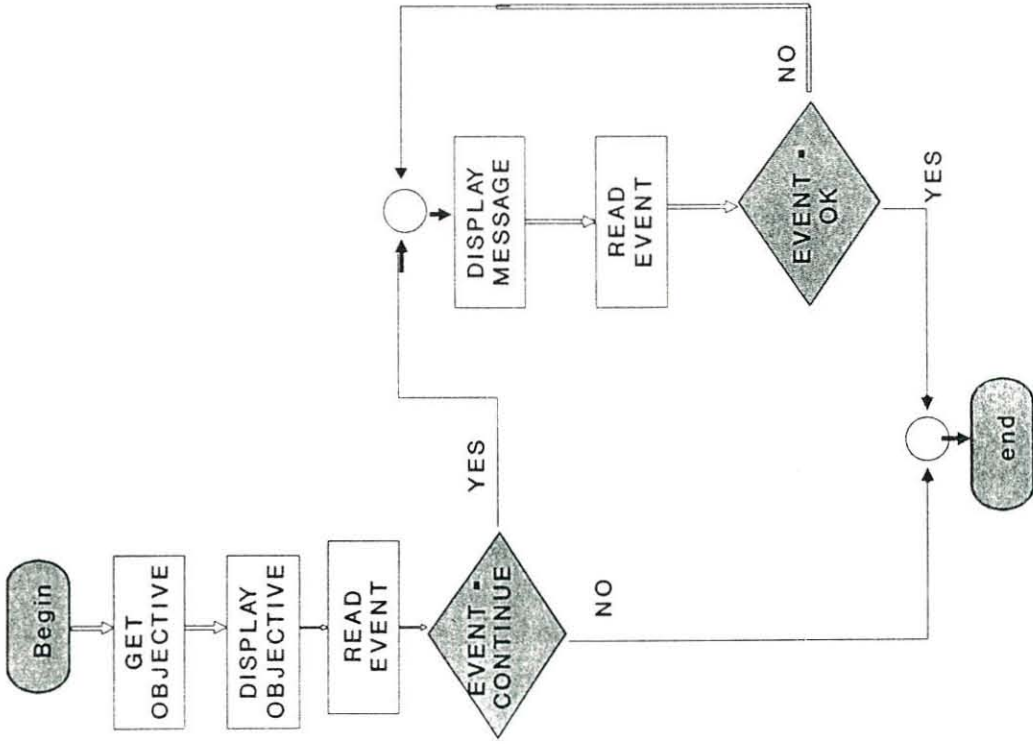 Begin
GET
OBJECTIVE
DISPLAY
OBJECTIVE
READ
EVENT
EVENT =
CONTINUE
YES
NO
DISPLAY
MESSAGE
READ
EVENT
EVENT =
OK
NO
YES
end